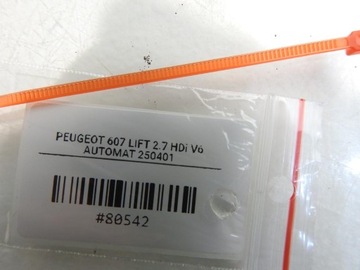 PEUGEOT 607 LIFT 2.7 HDi V6
AUTOMAT 250401
#80542